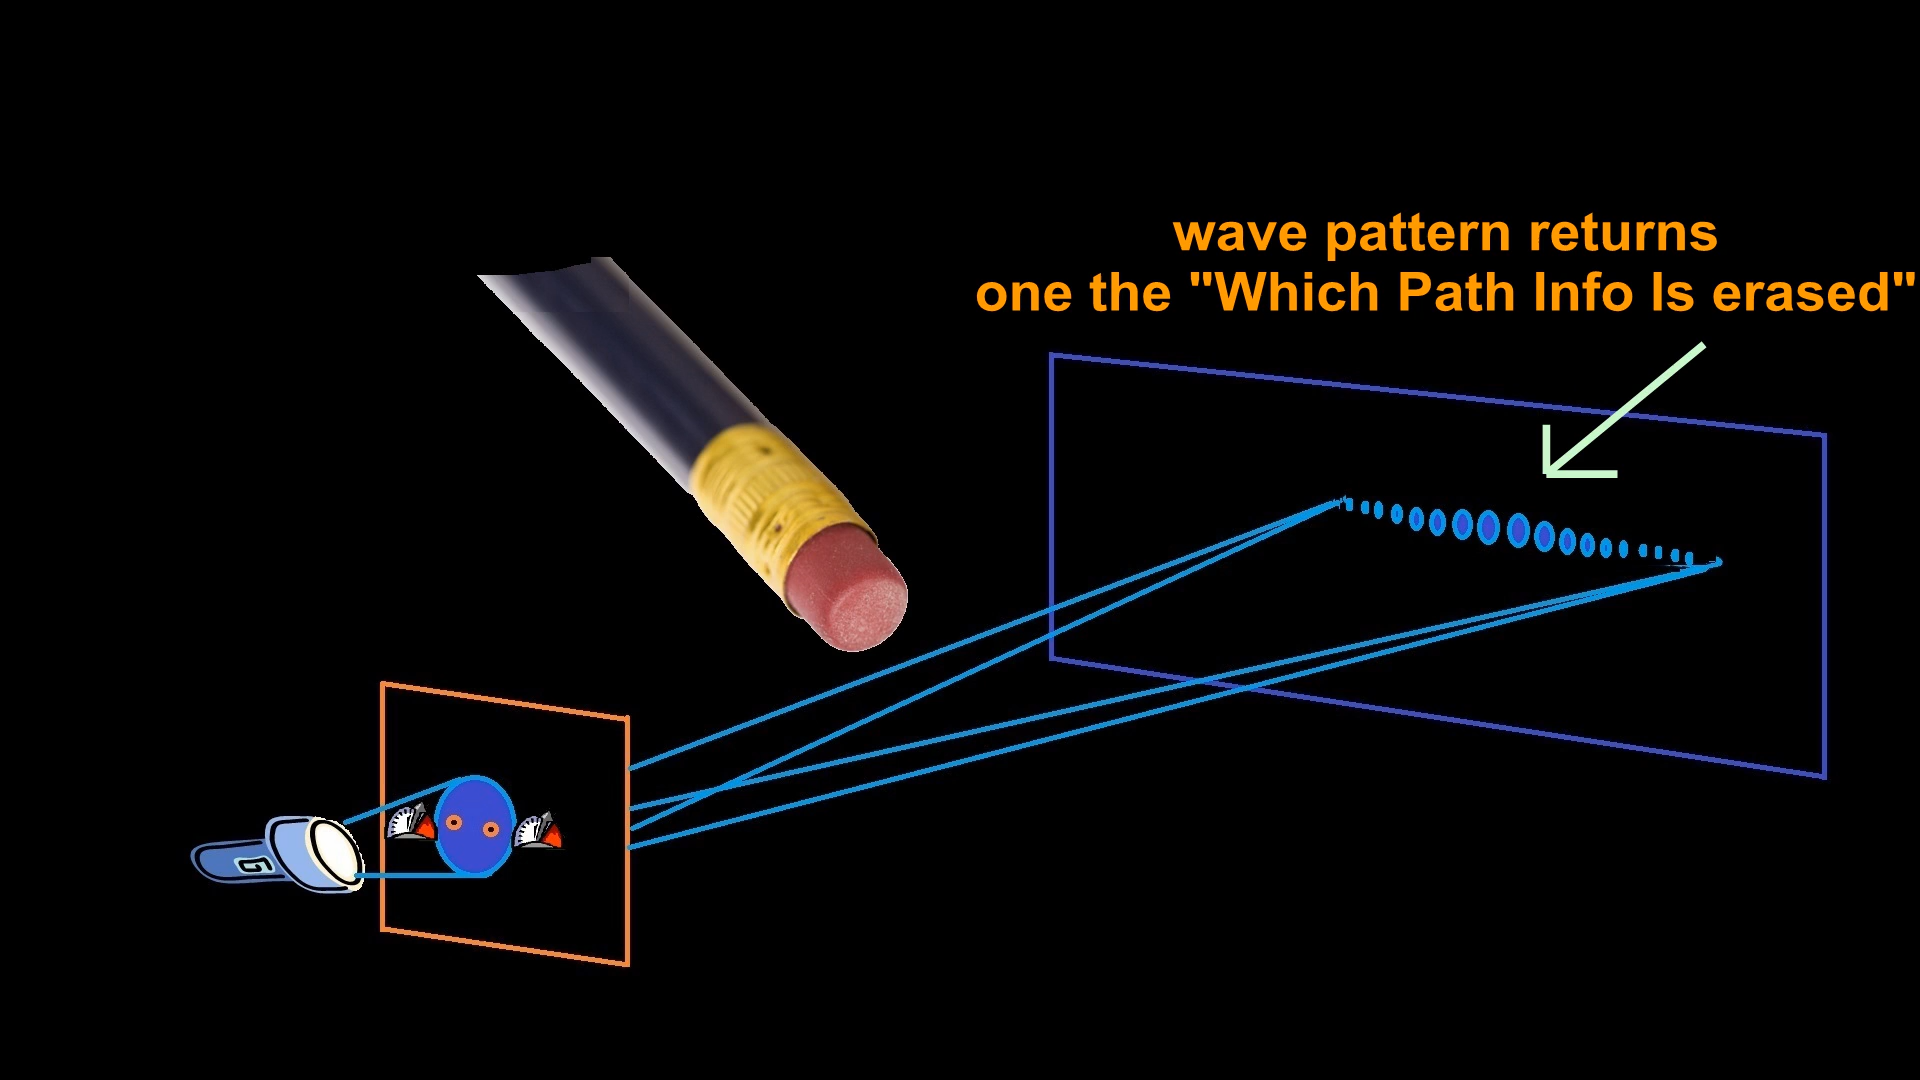 wave pattern returns
one the "Which Path Info Is erased"
G